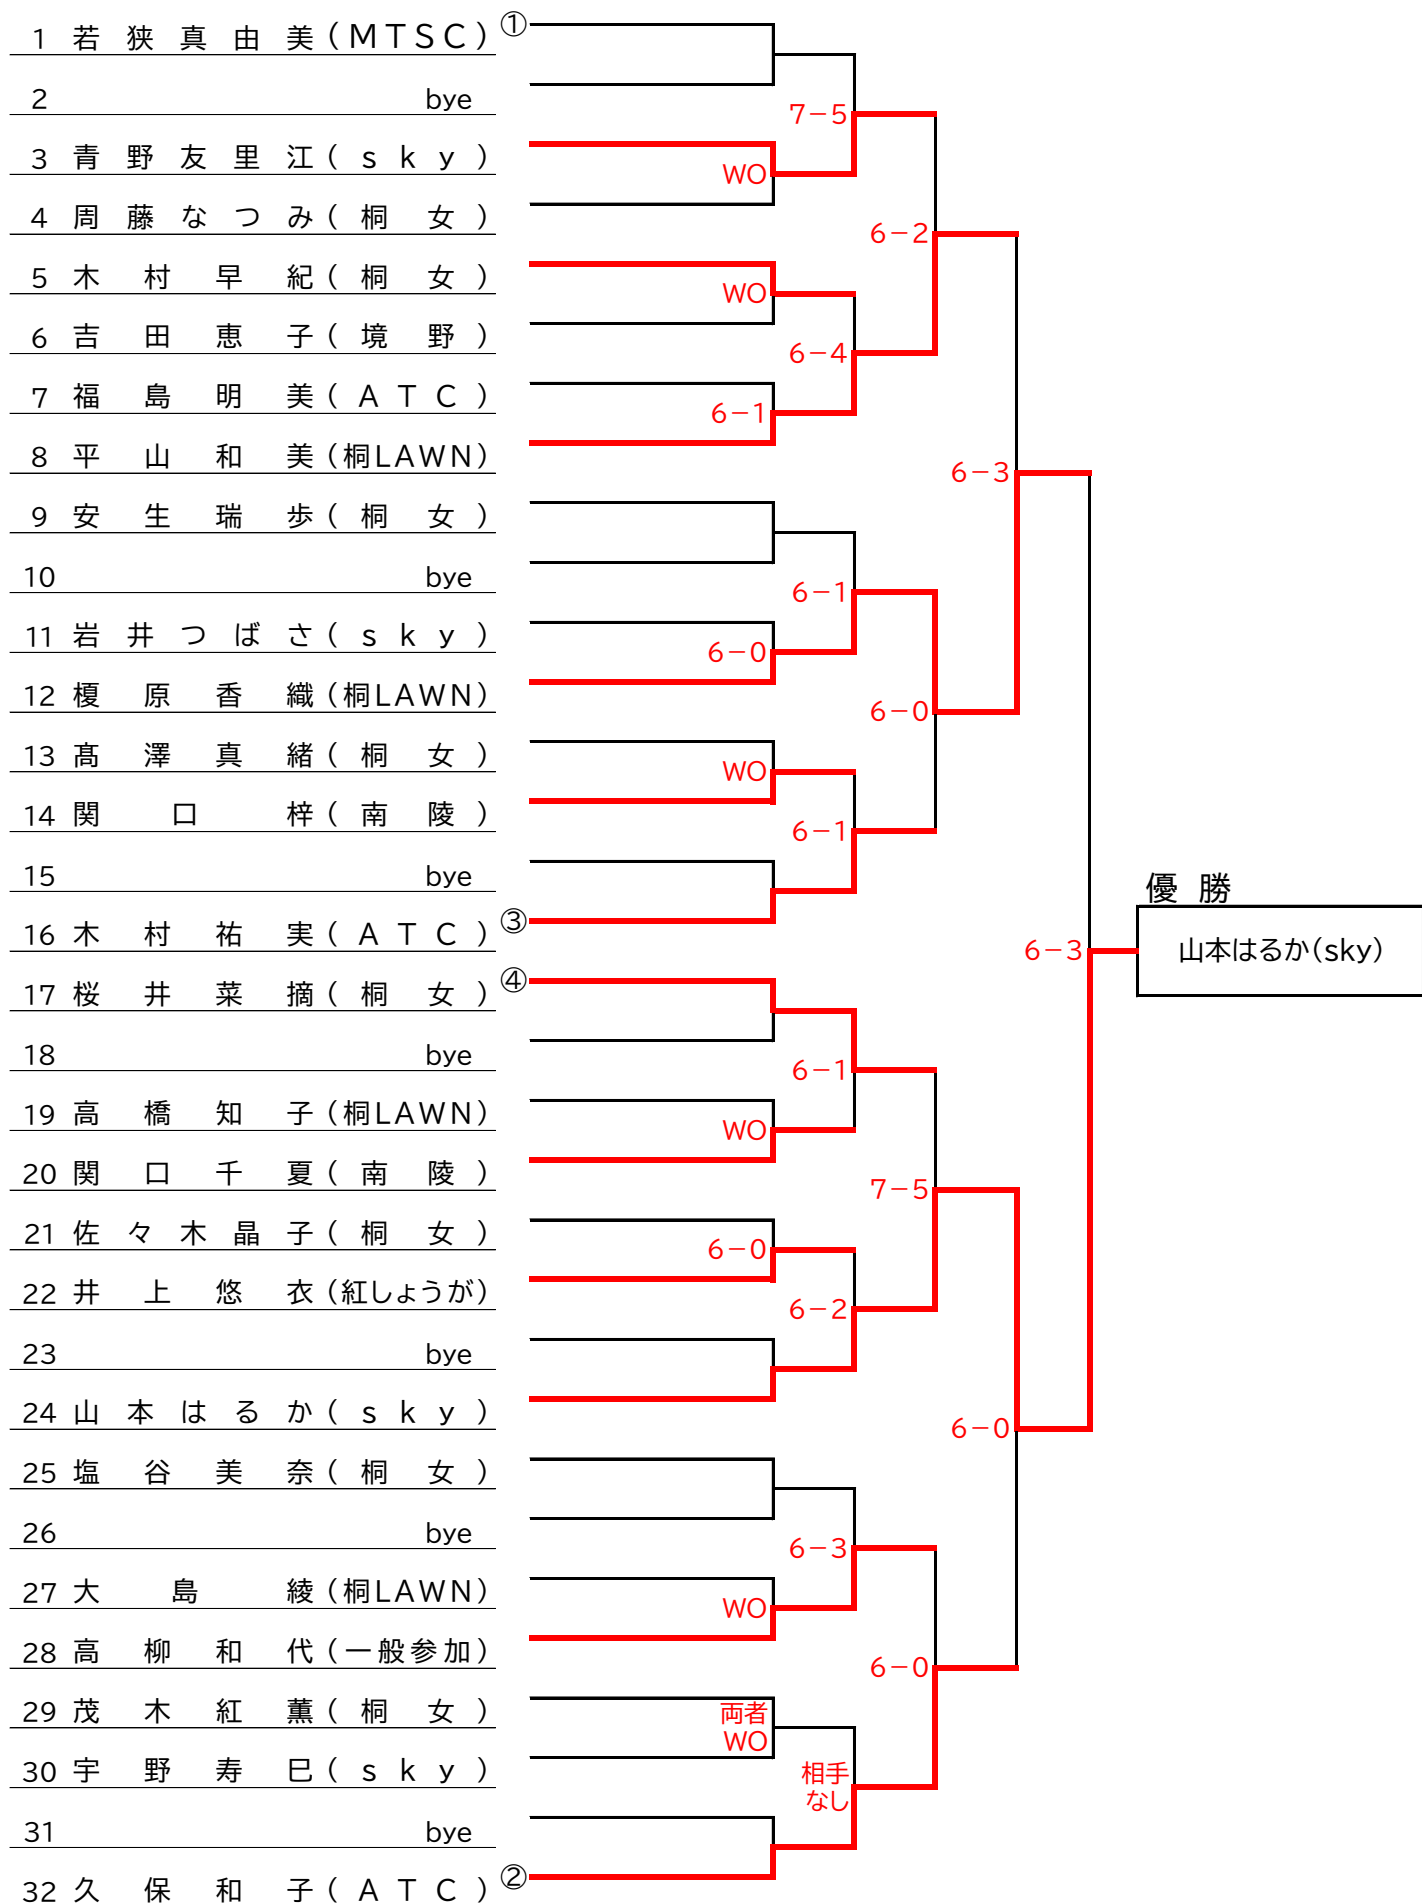 1 若狭真由美(MTSC) ①
2 bye
7-5
3 青野友里江(sky)
WO
4 周藤なつみ(桐女)
6-2
5 木村早紀(桐女)
WO
6 吉田恵子(境野)
6-4
7 福島明美(ATC)
6-1
8 平山和美(桐LAWN)
6-3
9 安生瑞歩(桐女)
10 bye
6-1
11 岩井つばさ(sky)
6-0
12 榎原香織(桐LAWN)
6-0
13 髙澤真緒(桐女)
WO
14 関口梓(南陵)
6-1
15 bye
優勝
16 木村祐実(ATC) ③
6-3
山本はるか(sky)
17 桜井菜摘(桐女) ④
18 bye
6-1
19 高橋知子(桐LAWN)
WO
20 関口千夏(南陵)
7-5
21 佐々木晶子(桐女)
6-0
22 井上悠衣(紅しょうが)
6-2
23 bye
24 山本はるか(sky)
6-0
25 塩谷美奈(桐女)
26 bye
6-3
27 大島綾(桐LAWN)
WO
28 高柳和代(一般参加)
6-0
29 茂木紅薫(桐女)
両者
WO
30 宇野寿巳(sky)
相手
なし
31 bye
32 久保和子(ATC) ②